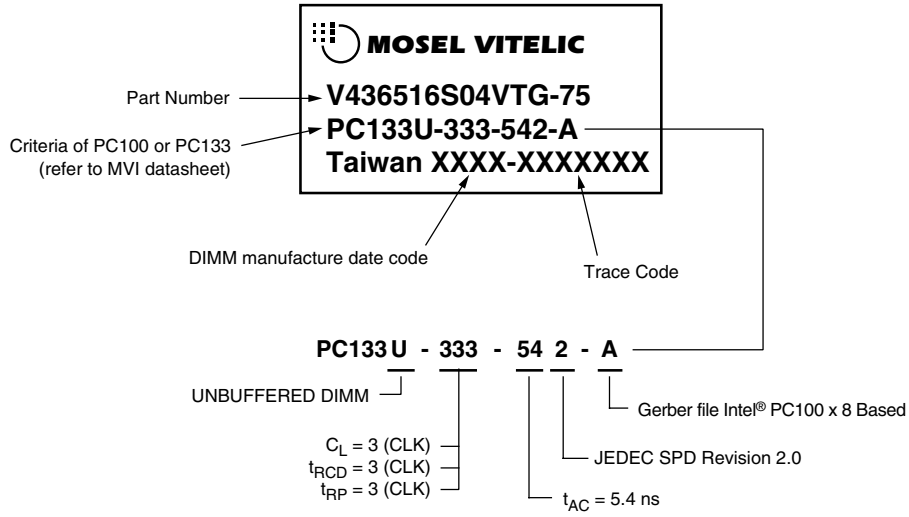 MOSEL VITELIC
Part Number
V436516S04VTG-75
Criteria of PC100 or PC133
(refer to MVI datasheet)
PC133U-333-542-A
Taiwan XXXX-XXXXXXX
DIMM manufacture date code
Trace Code
PC133 U - 333 - 54 2 - A
UNBUFFERED DIMM
Gerber file Intel® PC100 x 8 Based
CL = 3 (CLK)
tRCD = 3 (CLK)
tRP = 3 (CLK)
JEDEC SPD Revision 2.0
tAC = 5.4 ns